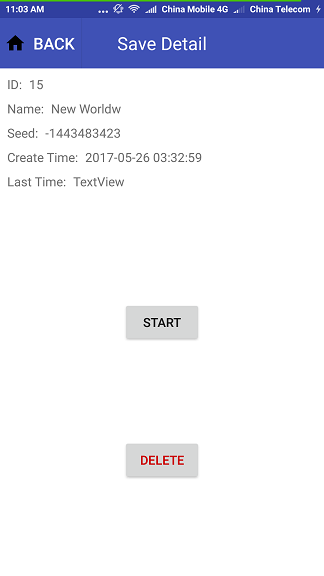 11:03 AM ... China Mobile 4G China Telecom
BACK Save Detail
ID: 15
Name: New Worldw
Seed: -1443483423
Create Time: 2017-05-26 03:32:59
Last Time: TextView
START
DELETE